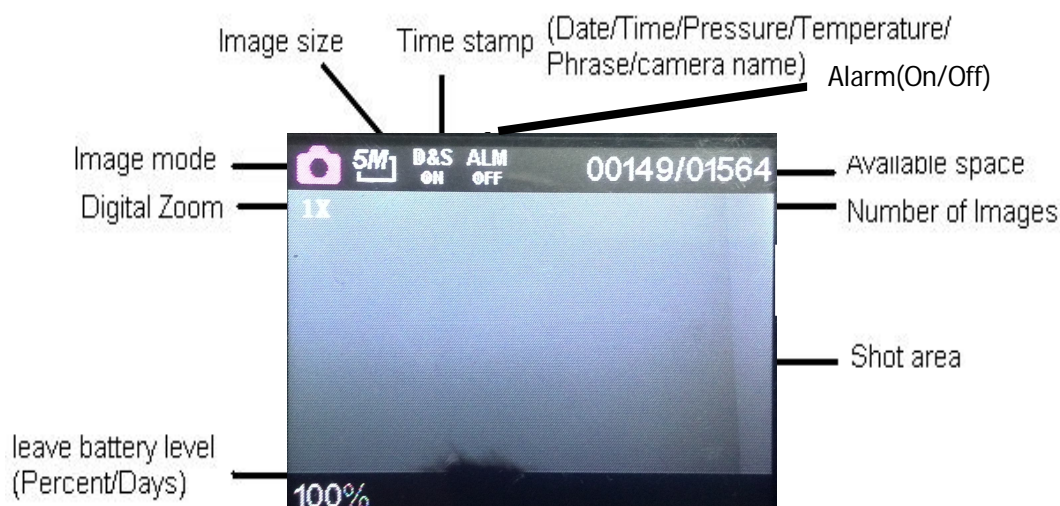 Image size
Time stamp
(Date/Time/Pressure/Temperature/
Phrase/camera name)
Alarm(On/Off)
Image mode
5M
D&S
ON
ALM
OFF
00149/01564
Available space
Digital Zoom
1X
Number of Images
Shot area
leave battery level
(Percent/Days)
100%